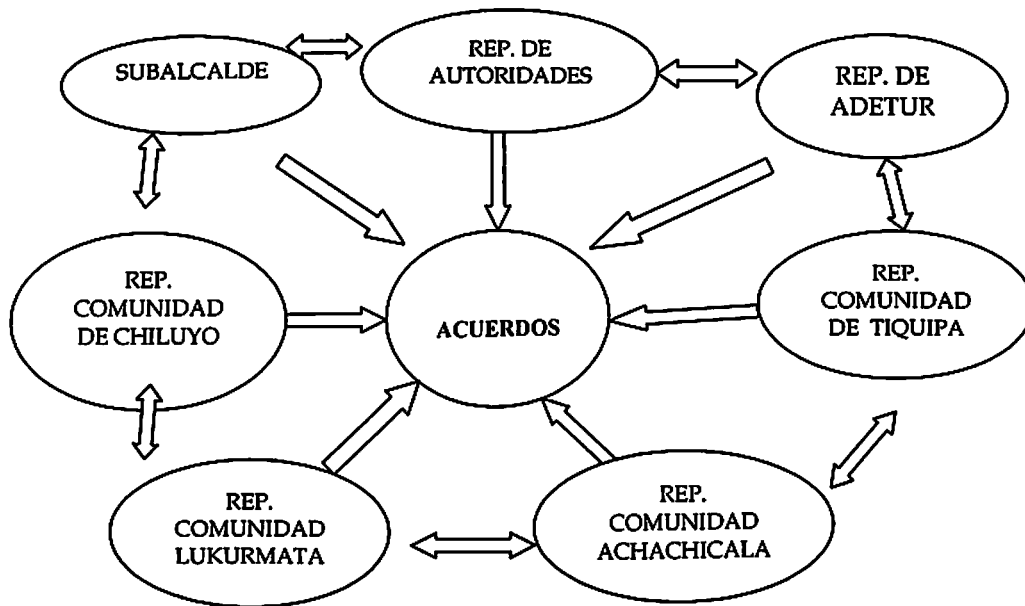 SUBALCALDE
REP. DE
AUTORIDADES
REP. DE
ADETUR
REP.
COMUNIDAD
DE CHILUYO
ACUERDOS
REP.
COMUNIDAD
DE TIQUIPA
REP.
COMUNIDAD
LUKURMATA
REP.
COMUNIDAD
ACHACHICALA